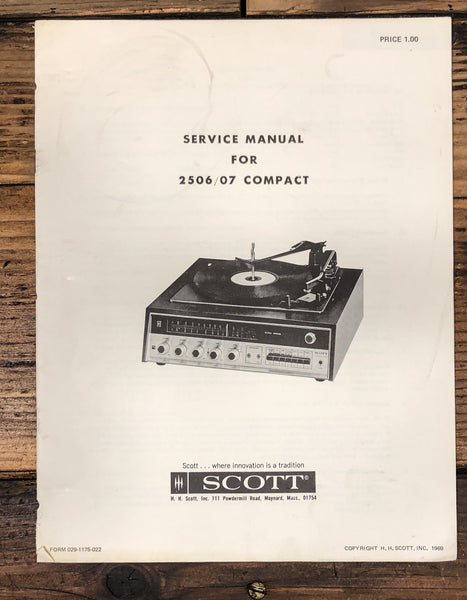 PRICE 1.00
SERVICE MANUAL
FOR
2506/07 COMPACT
Scott . . . where innovation is a tradition
SCOTT®
H. H. Scott, Inc. 111 Powdermill Road, Maynard, Mass. 01754
FORM 029-1175-022
COPYRIGHT H. H. SCOTT, INC, 1969